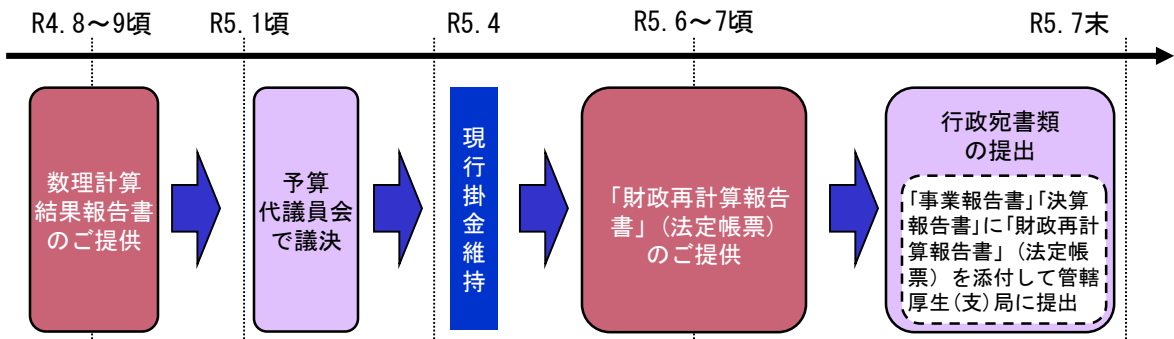 R4.8～9頃
R5.1頃
R5.4
R5.6～7頃
R5.7末
数理計算
結果報告書
のご提供
予算
代議員会
で議決
現
行
掛
金
維
持
「財政再計算報告
書」（法定帳票）
のご提供
行政宛書類
の提出
「事業報告書」「決算
報告書」に「財政再計
算報告書」（法定帳
票）を添付して管轄
厚生(支)局に提出